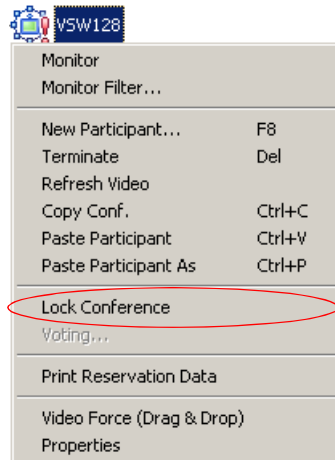 VSW128
Monitor
Monitor Filter...
New Participant... F8
Terminate Del
Refresh Video
Copy Conf. Ctrl+C
Paste Participant Ctrl+V
Paste Participant As Ctrl+P
Lock Conference
Voting...
Print Reservation Data
Video Force (Drag & Drop)
Properties